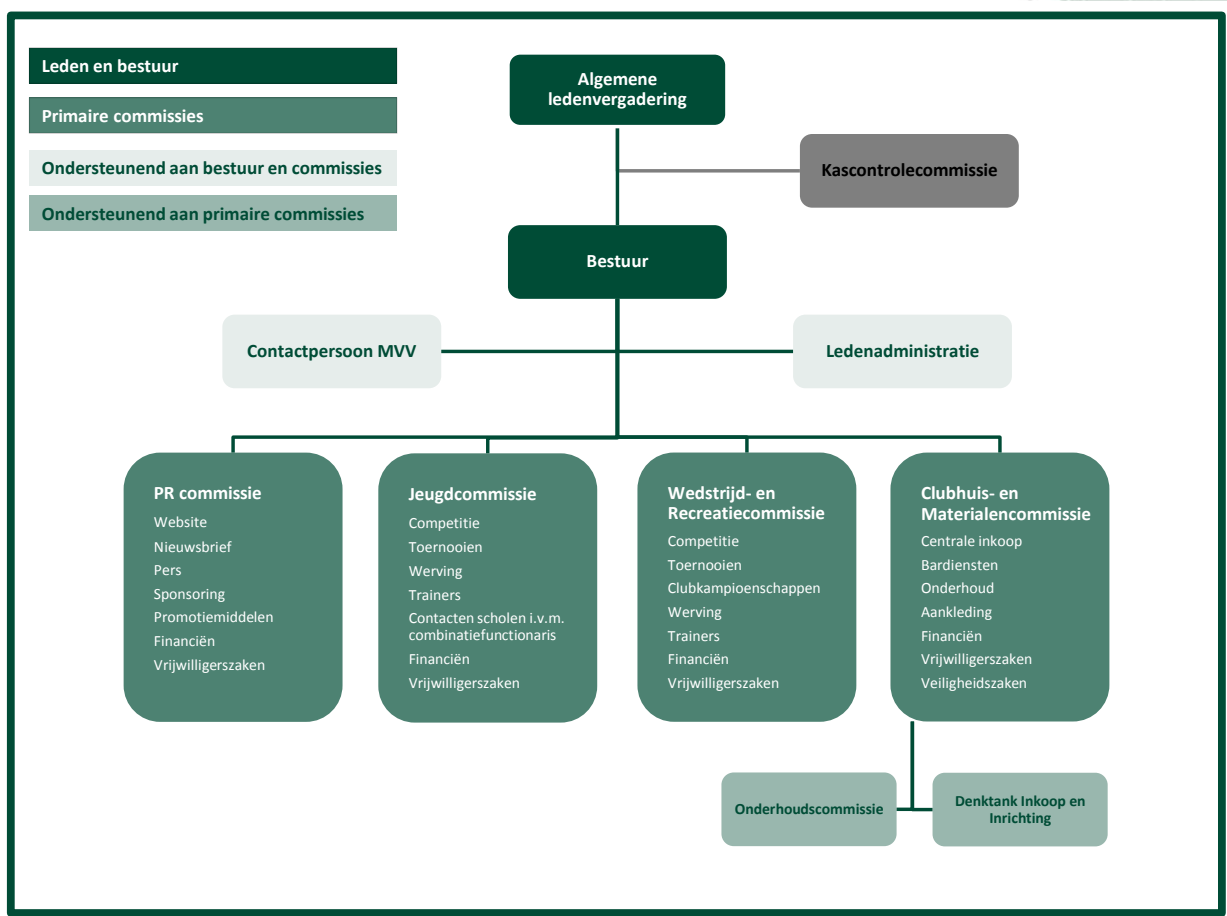 Leden en bestuur
Primaire commissies
Ondersteunend aan bestuur en commissies
Ondersteunend aan primaire commissies
Algemene
ledenvergadering
Kascontrolecommissie
Bestuur
Contactpersoon MVV
Ledenadministratie
PR commissie
Website
Nieuwsbrief
Pers
Sponsoring
Promotiemiddelen
Financiën
Vrijwilligerszaken
Jeugdcommissie
Competitie
Toernooien
Werving
Trainers
Contacten scholen i.v.m.
combinatiefunctionaris
Financiën
Vrijwilligerszaken
Wedstrijd- en
Recreatiecommissie
Competitie
Toernooien
Clubkampioenschappen
Werving
Trainers
Financiën
Vrijwilligerszaken
Clubhuis- en
Materialencommissie
Centrale inkoop
Bardiensten
Onderhoud
Aankleding
Financiën
Vrijwilligerszaken
Veiligheidszaken
Onderhoudscommissie
Denktank Inkoop en
Inrichting